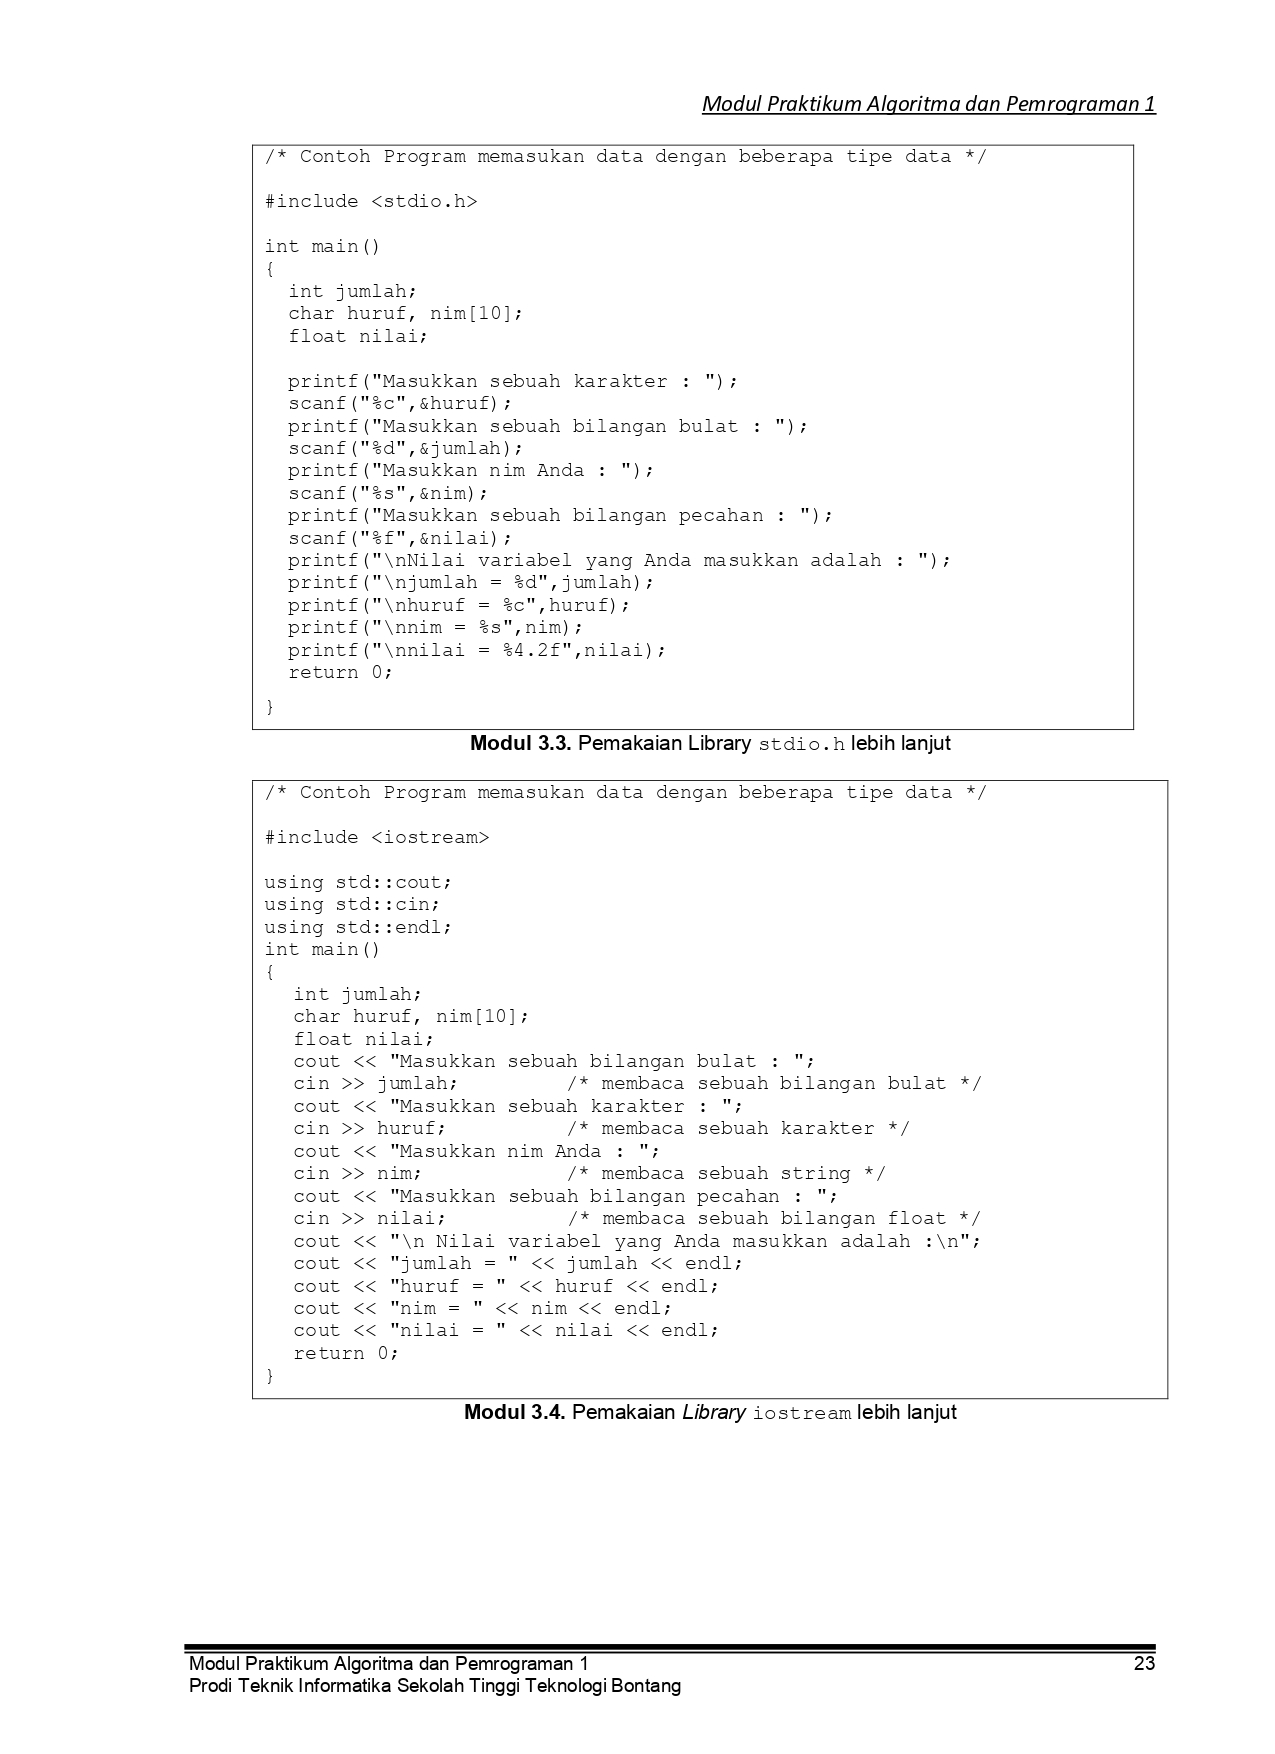 Modul Praktikum Algoritma dan Pemrograman 1
/* Contoh Program memasukan data dengan beberapa tipe data */
#include <stdio.h>
int main()
{
int jumlah;
char huruf, nim[10];
float nilai;
printf("Masukkan sebuah karakter : ");
scanf("%c",&huruf);
printf("Masukkan sebuah bilangan bulat : ");
scanf("%d",&jumlah);
printf("Masukkan nim Anda : ");
scanf("%s",&nim);
printf("Masukkan sebuah bilangan pecahan : ");
scanf("%f",&nilai);
printf("\nNilai variabel yang Anda masukkan adalah : ");
printf("\njumlah = %d",jumlah);
printf("\nhuruf = %c",huruf);
printf("\nnim = %s",nim);
printf("\nnilai = %4.2f",nilai);
return 0;
}
Modul 3.3. Pemakaian Library stdio.h lebih lanjut
/* Contoh Program memasukan data dengan beberapa tipe data */
#include <iostream>
using std::cout;
using std::cin;
using std::endl;
int main()
{
int jumlah;
char huruf, nim[10];
float nilai;
cout << "Masukkan sebuah bilangan bulat : ";
cin >> jumlah; /* membaca sebuah bilangan bulat */
cout << "Masukkan sebuah karakter : ";
cin >> huruf; /* membaca sebuah karakter */
cout << "Masukkan nim Anda : ";
cin >> nim; /* membaca sebuah string */
cout << "Masukkan sebuah bilangan pecahan : ";
cin >> nilai; /* membaca sebuah bilangan float */
cout << "\n Nilai variabel yang Anda masukkan adalah :\n";
cout << "jumlah = " << jumlah << endl;
cout << "huruf = " << huruf << endl;
cout << "nim = " << nim << endl;
cout << "nilai = " << nilai << endl;
return 0;
}
Modul 3.4. Pemakaian Library iostream lebih lanjut
Modul Praktikum Algoritma dan Pemrograman 1 23
Prodi Teknik Informatika Sekolah Tinggi Teknologi Bontang